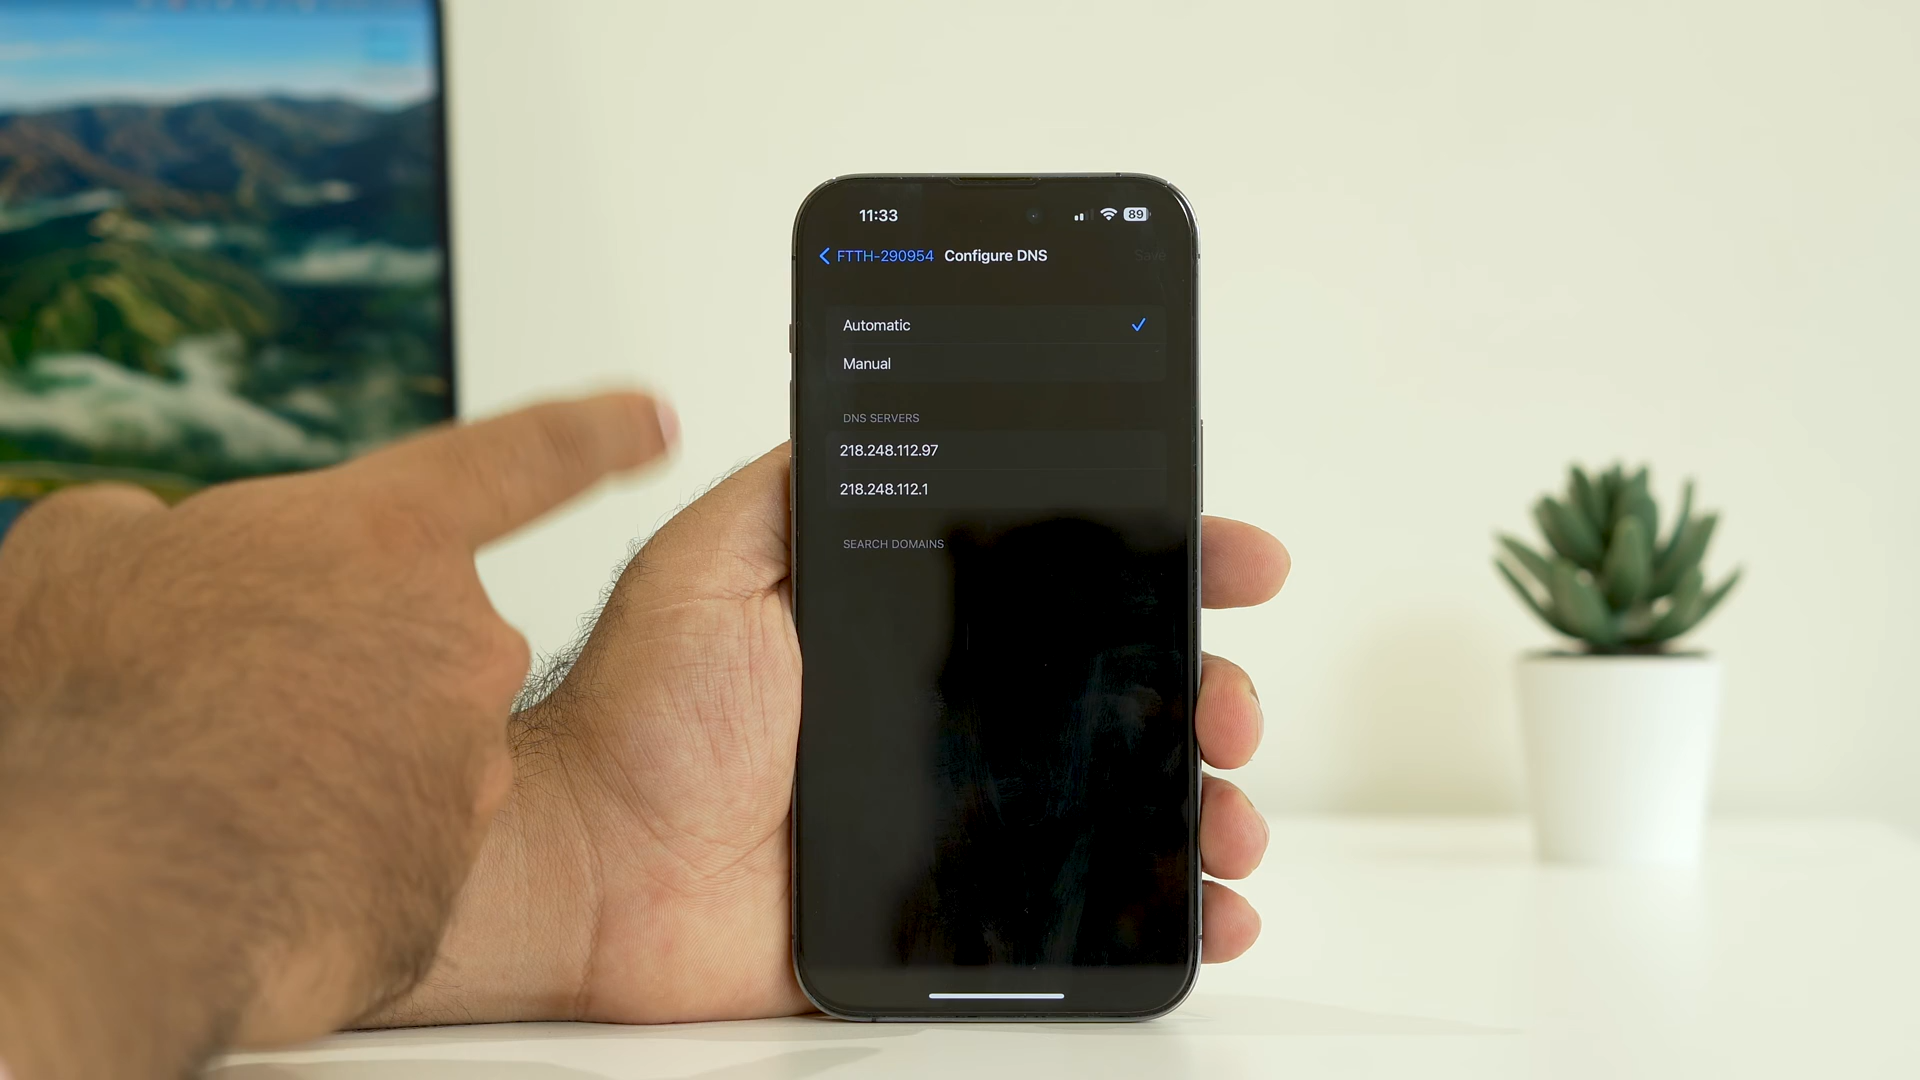 11:33
89
FTTH-290954 Configure DNS Save
Automatic
Manual
DNS SERVERS
218.248.112.97
218.248.112.1
SEARCH DOMAINS